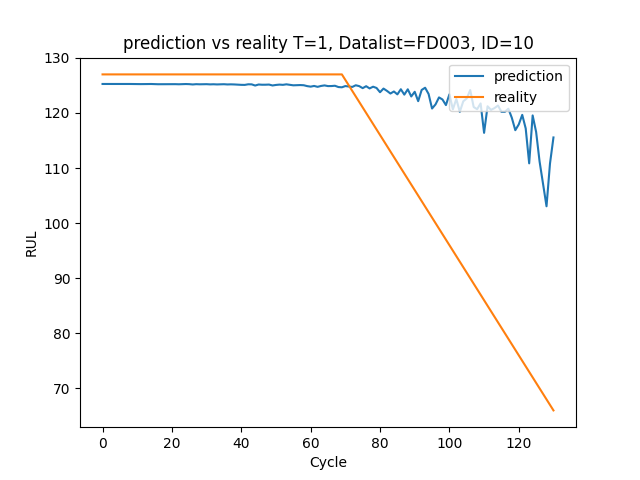 prediction vs reality T=1, Datalist=FD003, ID=10
prediction
reality
RUL
130
120
110
100
90
80
70
0 20 40 60 80 100 120
Cycle